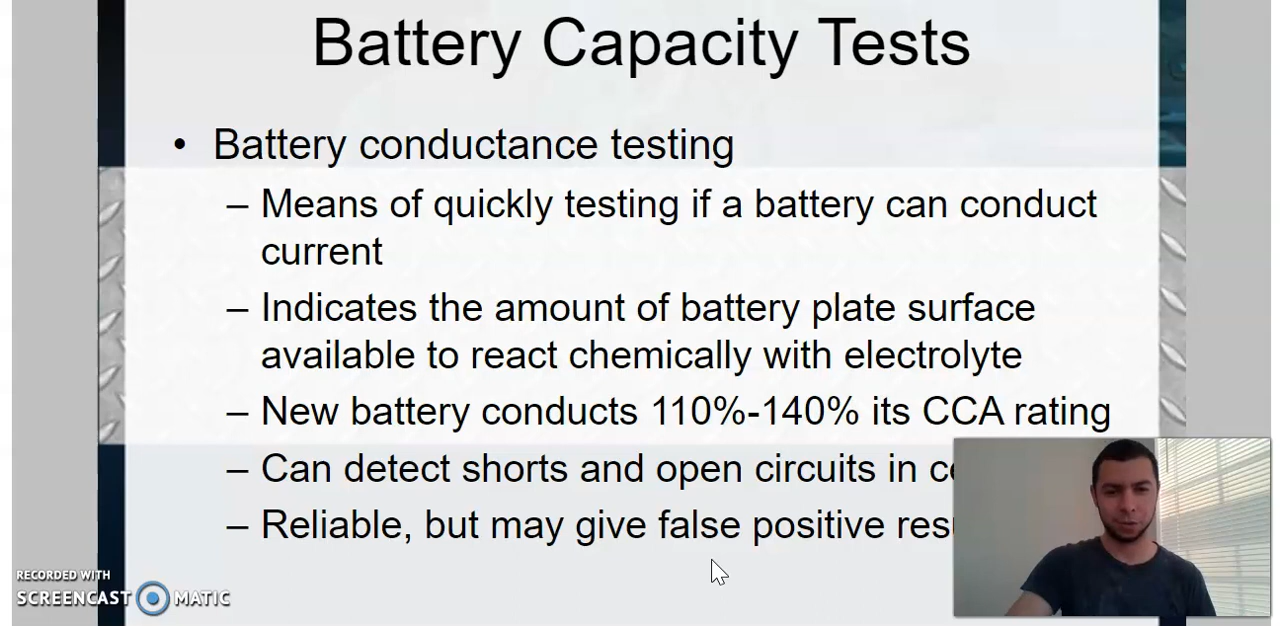 Battery Capacity Tests
• Battery conductance testing
– Means of quickly testing if a battery can conduct
current
– Indicates the amount of battery plate surface
available to react chemically with electrolyte
– New battery conducts 110%-140% its CCA rating
– Can detect shorts and open circuits in
– Reliable, but may give false positive
RECORDED WITH
SCREENCAST MATIC